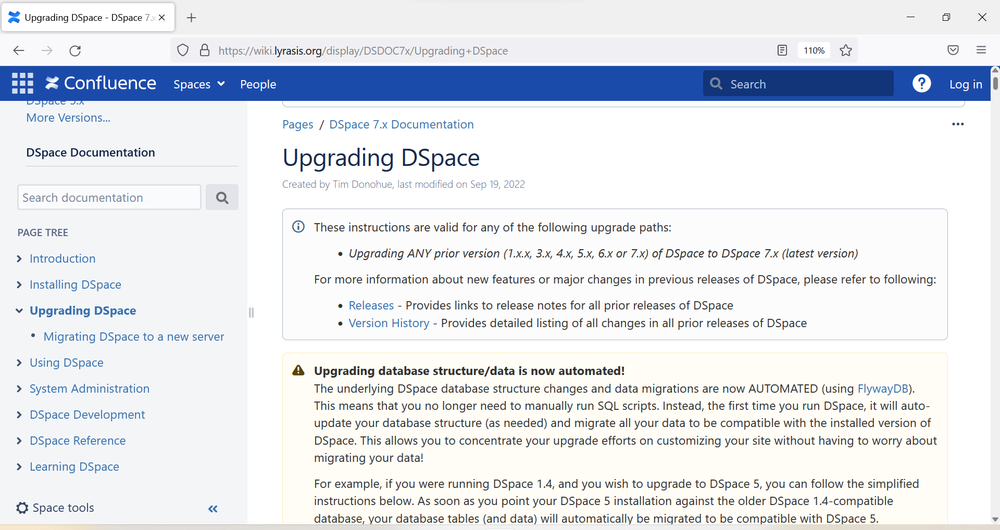 Upgrading DSpace - DSpace 7.x
https://wiki.lyrasis.org/display/DSDOC7x/Upgrading+DSpace
110%
Confluence
Spaces
People
Search
?
Log in
DSpace 5.x
More Versions...
DSpace Documentation
Search documentation
PAGE TREE
Introduction
Installing DSpace
Upgrading DSpace
• Migrating DSpace to a new server
Using DSpace
System Administration
DSpace Development
DSpace Reference
Learning DSpace
Space tools
Pages / DSpace 7.x Documentation
Upgrading DSpace
Created by Tim Donohue, last modified on Sep 19, 2022
These instructions are valid for any of the following upgrade paths:
• Upgrading ANY prior version (1.x.x, 3.x, 4.x, 5.x, 6.x or 7.x) of DSpace to DSpace 7.x (latest version)
For more information about new features or major changes in previous releases of DSpace, please refer to following:
• Releases - Provides links to release notes for all prior releases of DSpace
• Version History - Provides detailed listing of all changes in all prior releases of DSpace
Upgrading database structure/data is now automated!
The underlying DSpace database structure changes and data migrations are now AUTOMATED (using FlywayDB).
This means that you no longer need to manually run SQL scripts. Instead, the first time you run DSpace, it will auto-
update your database structure (as needed) and migrate all your data to be compatible with the installed version of
DSpace. This allows you to concentrate your upgrade efforts on customizing your site without having to worry about
migrating your data!
For example, if you were running DSpace 1.4, and you wish to upgrade to DSpace 5, you can follow the simplified
instructions below. As soon as you point your DSpace 5 installation against the older DSpace 1.4-compatible
database, your database tables (and data) will automatically be migrated to be compatible with DSpace 5.